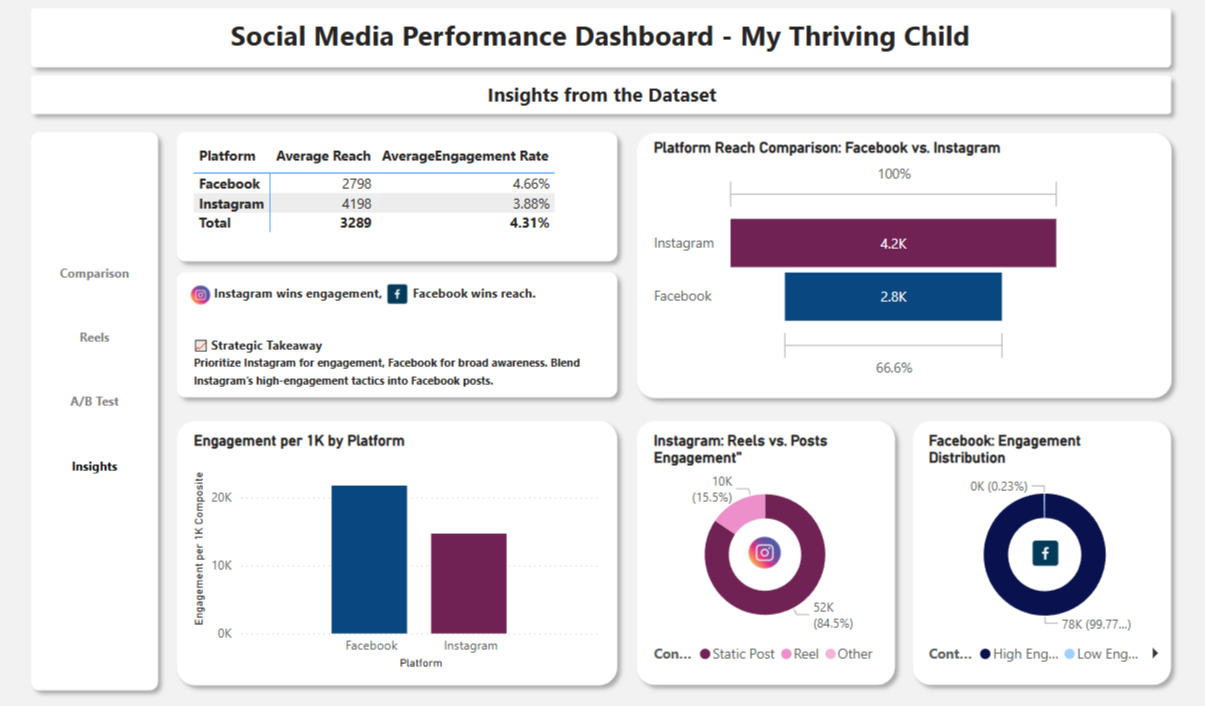 Social Media Performance Dashboard - My Thriving Child
Insights from the Dataset
Comparison
Reels
A/B Test
Insights
Platform Average Reach AverageEngagement Rate
Facebook 2798 4.66%
Instagram 4198 3.88%
Total 3289 4.31%
Instagram wins engagement, Facebook wins reach.
Strategic Takeaway
Prioritize Instagram for engagement, Facebook for broad awareness. Blend
Instagram's high-engagement tactics into Facebook posts.
Platform Reach Comparison: Facebook vs. Instagram
100%
Instagram 4.2K
Facebook 2.8K
66.6%
Engagement per 1K by Platform
Engagement per 1K Composite
20K
10K
0K
Facebook Instagram
Platform
Instagram: Reels vs. Posts
Engagement"
10K
(15.5%)
52K
(84.5%)
Con... Static Post Reel Other
Facebook: Engagement
Distribution
0K (0.23%)
78K (99.77...)
Cont... High Eng... Low Eng...